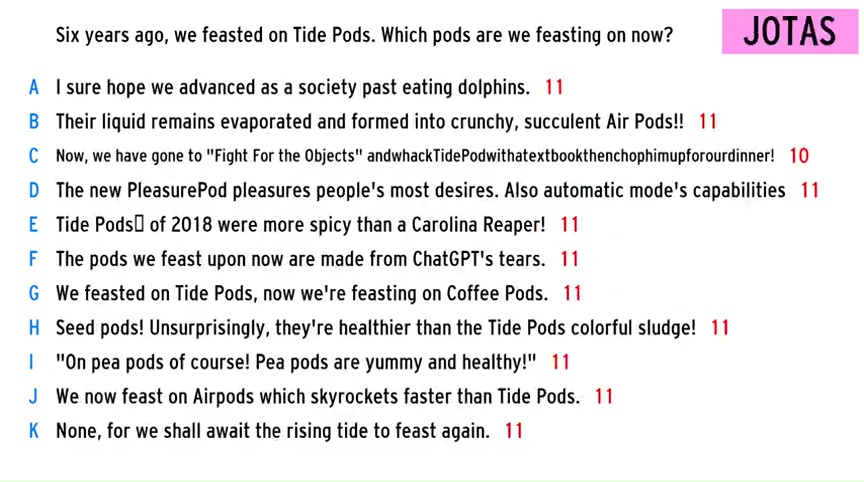 Six years ago, we feasted on Tide Pods. Which pods are we feasting on now?
JOTAS
A I sure hope we advanced as a society past eating dolphins. 11
B Their liquid remains evaporated and formed into crunchy, succulent Air Pods!! 11
C Now, we have gone to "Fight For the Objects" andwhackTidePodwithatextbookthenchophimupforourdinner! 10
D The new PleasurePod pleasures people's most desires. Also automatic mode's capabilities 11
E Tide Pods▯ of 2018 were more spicy than a Carolina Reaper! 11
F The pods we feast upon now are made from ChatGPT's tears. 11
G We feasted on Tide Pods, now we're feasting on Coffee Pods. 11
H Seed pods! Unsurprisingly, they're healthier than the Tide Pods colorful sludge! 11
I "On pea pods of course! Pea pods are yummy and healthy!" 11
J We now feast on Airpods which skyrockets faster than Tide Pods. 11
K None, for we shall await the rising tide to feast again. 11